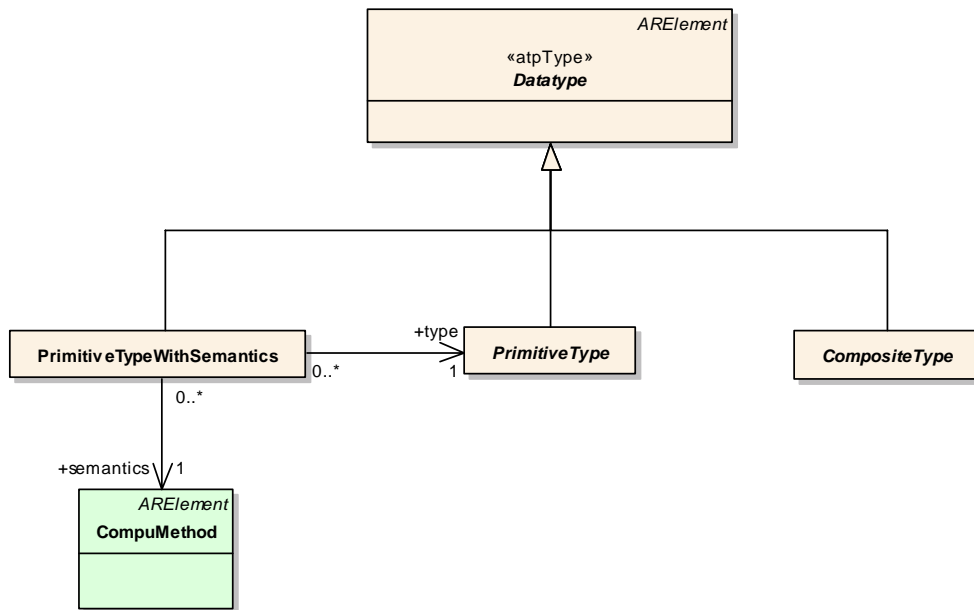 ARElement
«atpType»
Datatype
PrimitiveTypeWithSemantics
+type
0..*
1
PrimitiveType
CompositeType
0..*
+semantics
1
ARElement
CompuMethod